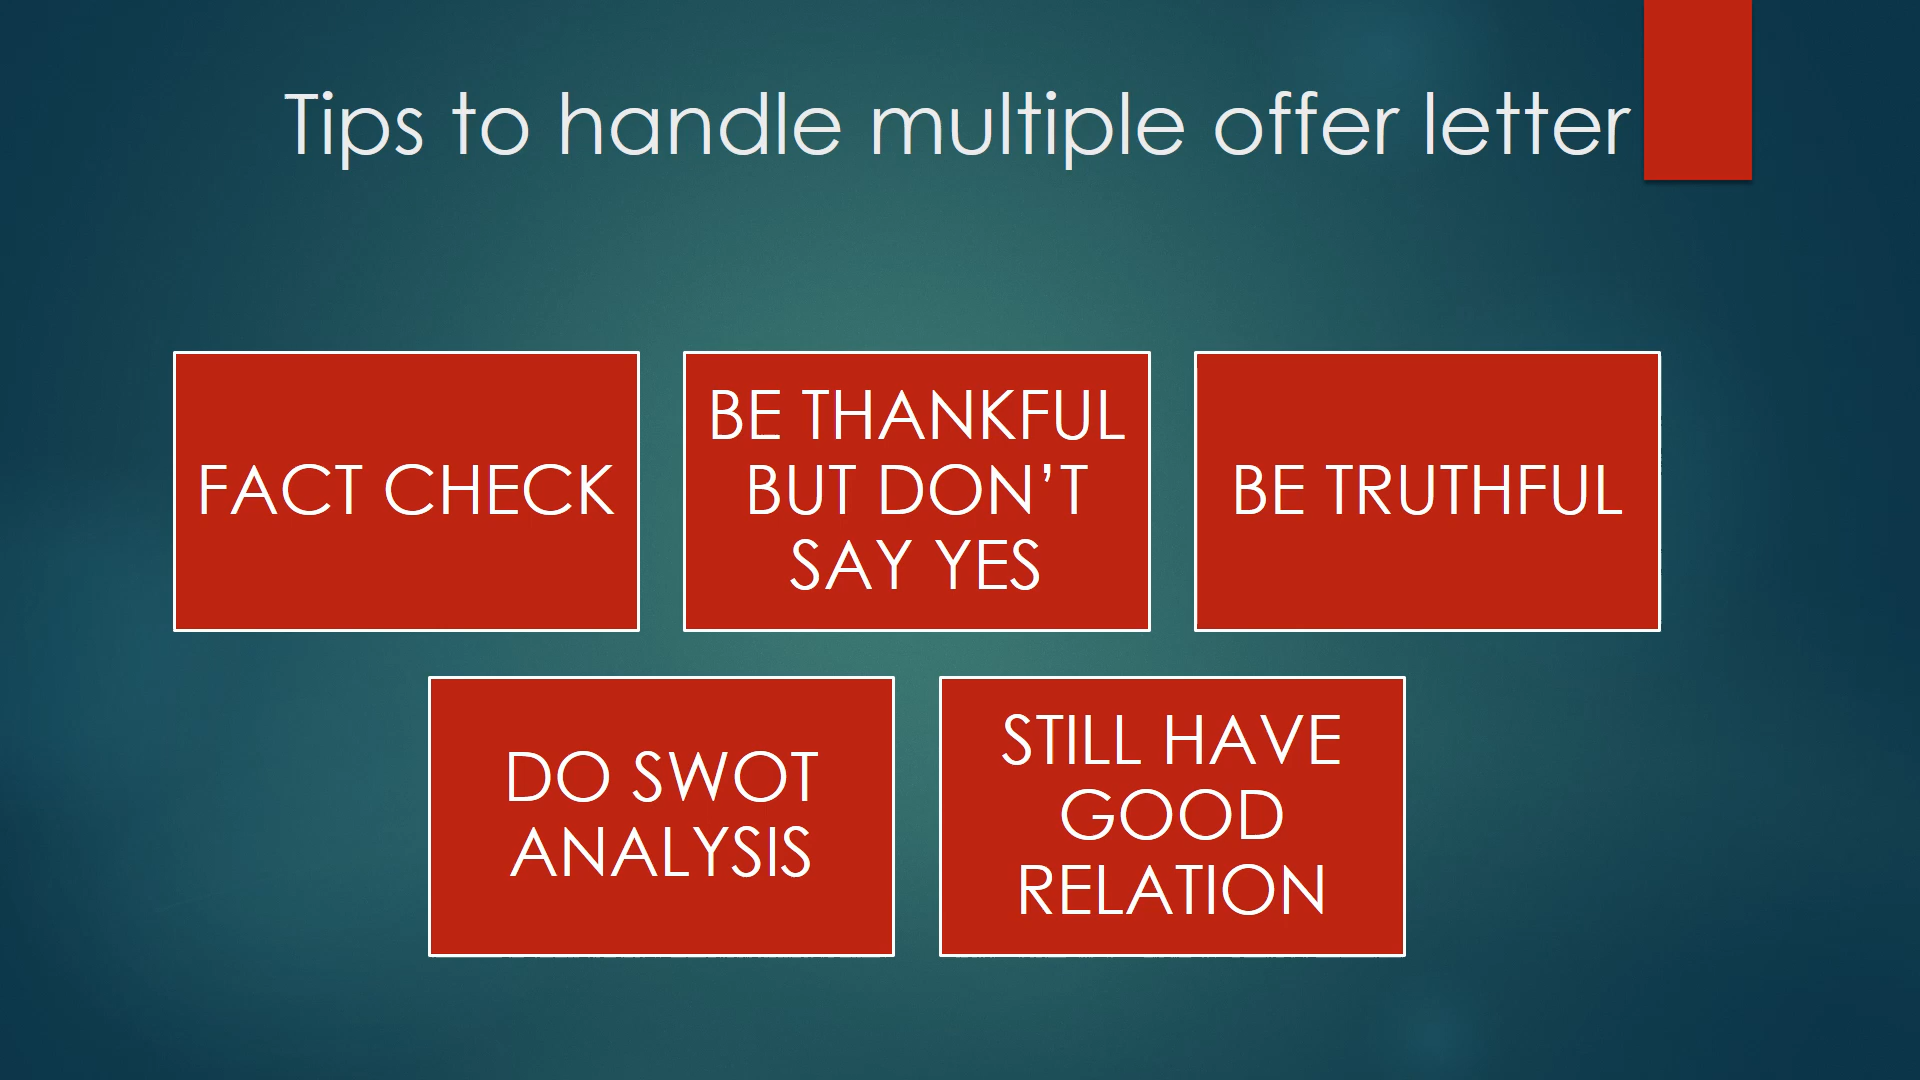 Tips to handle multiple offer letter
FACT CHECK
BE THANKFUL
BUT DON’T
SAY YES
BE TRUTHFUL
DO SWOT
ANALYSIS
STILL HAVE
GOOD
RELATION